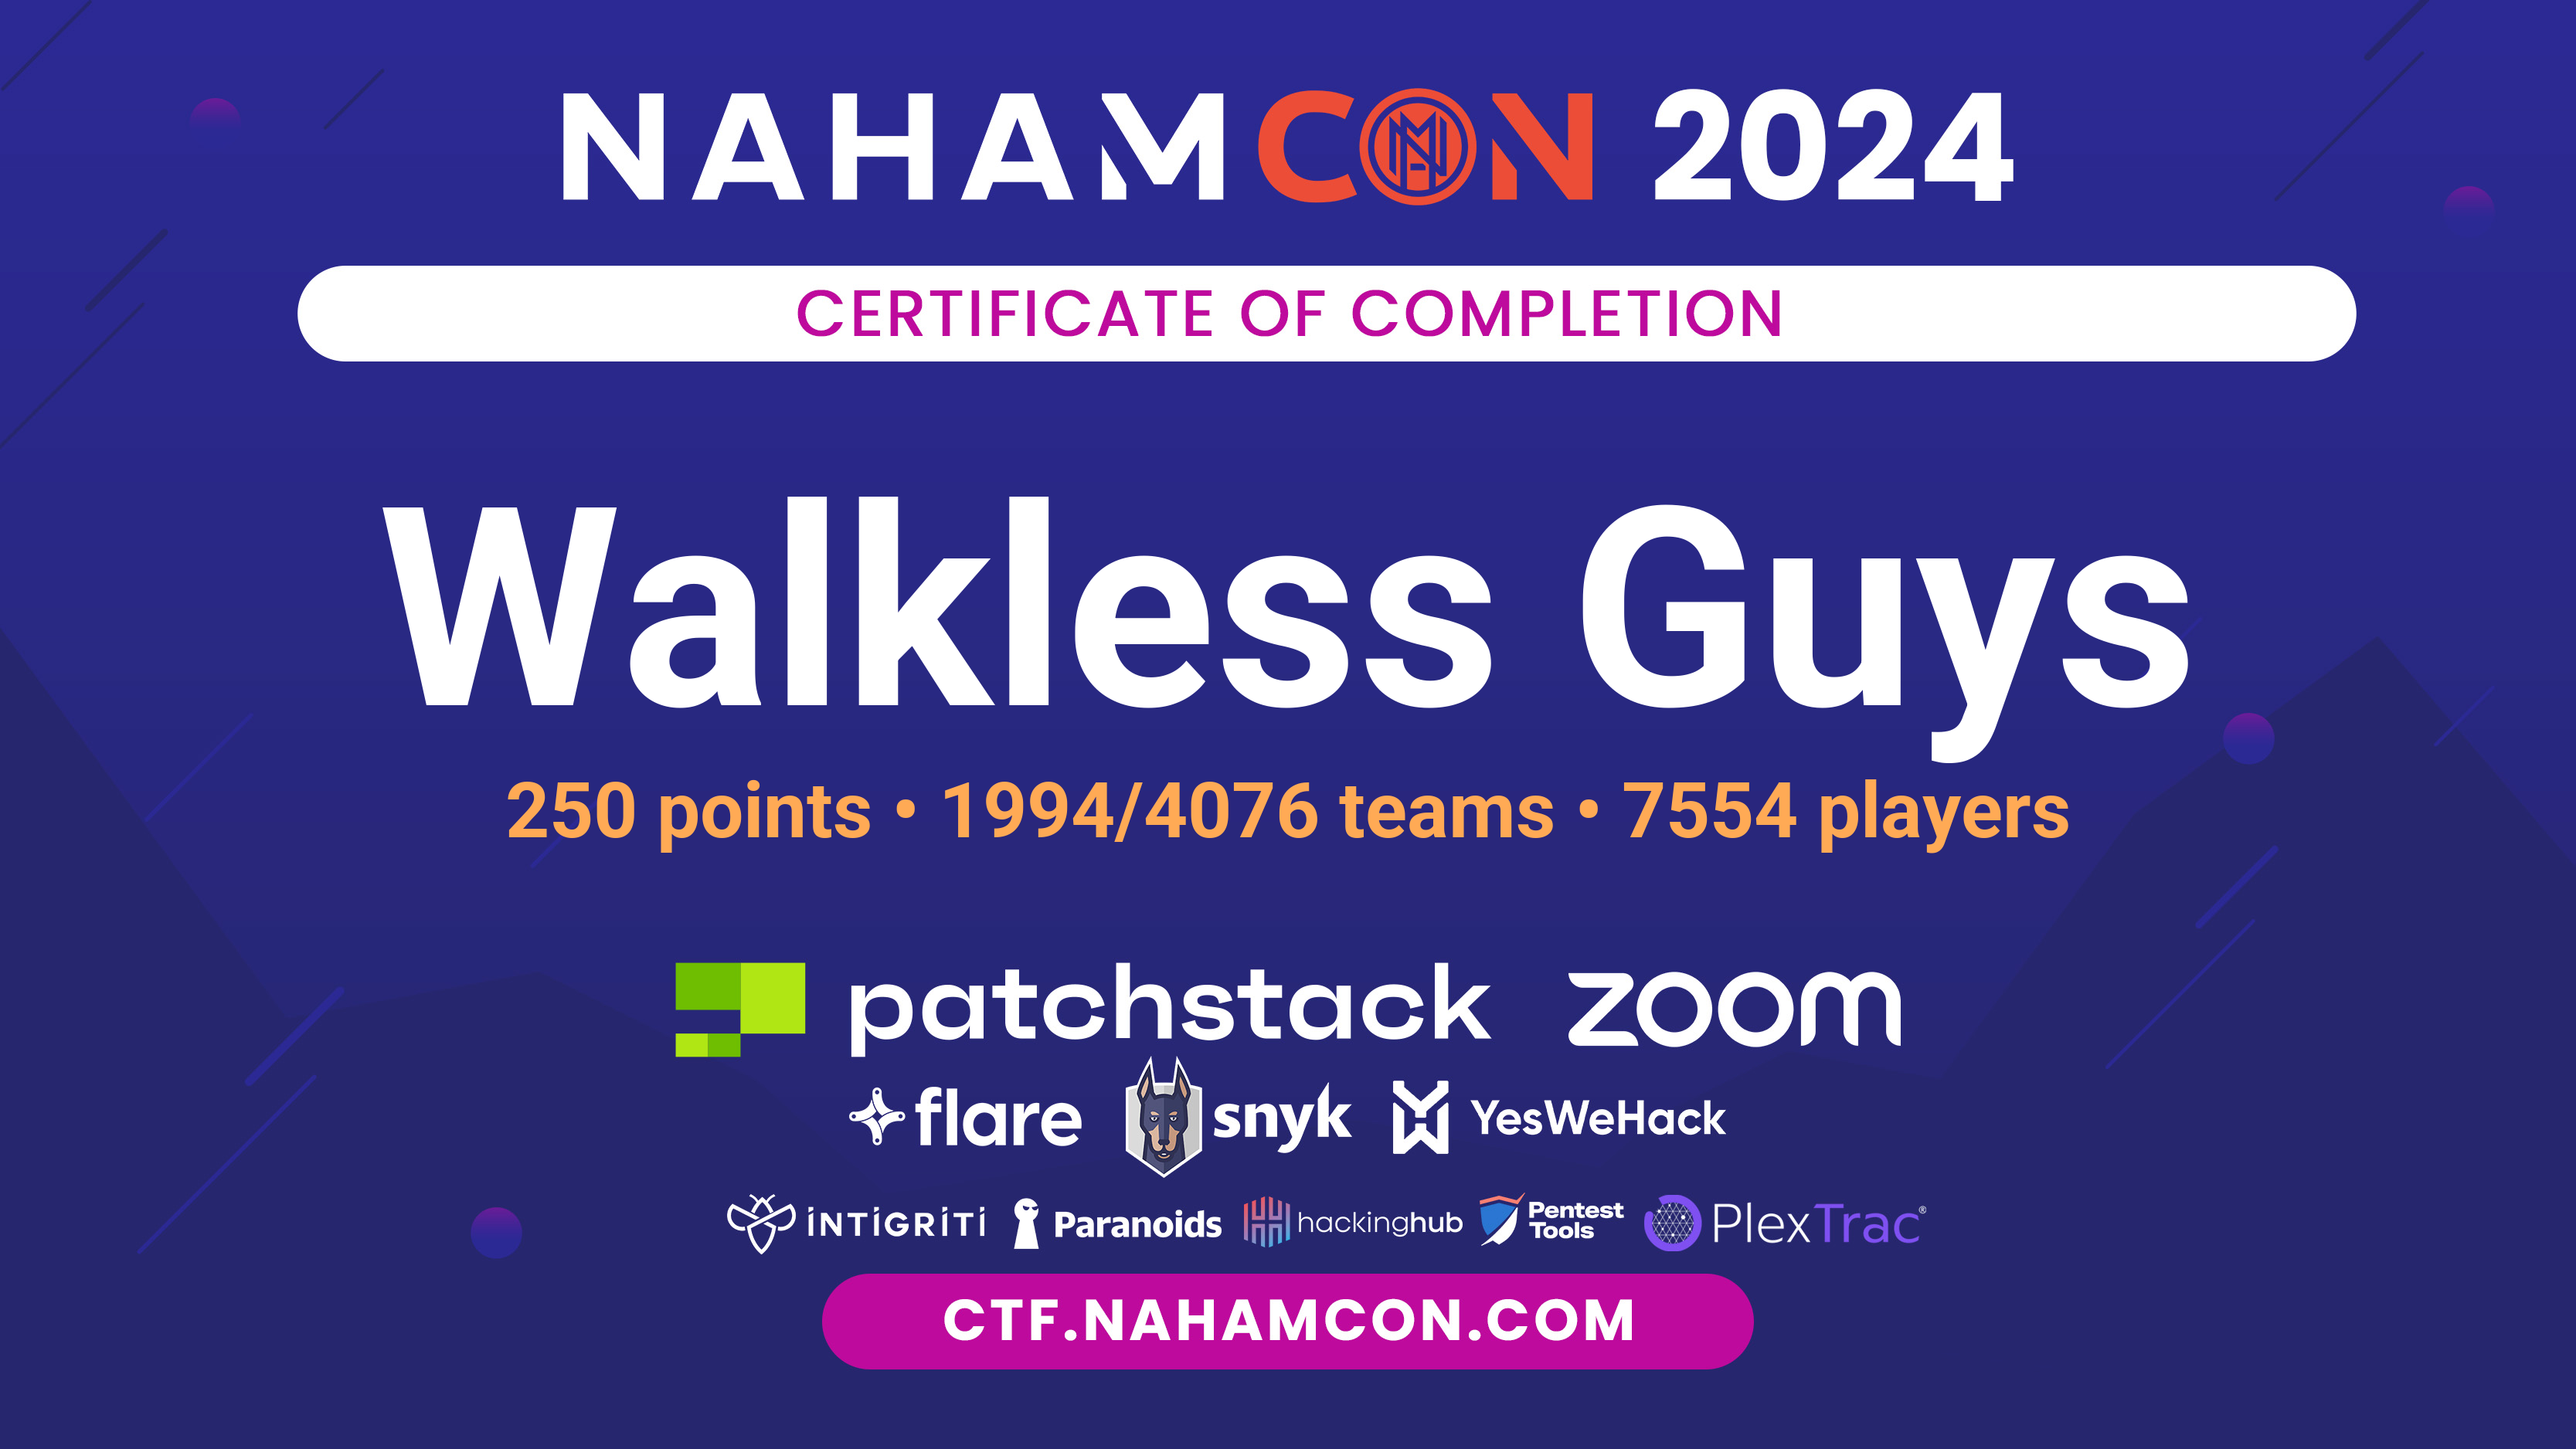 NAHAMCON 2024
CERTIFICATE OF COMPLETION
Walkless Guys
250 points • 1994/4076 teams • 7554 players
patchstack zoom
flare snyk YesWeHack
INTIGRITI Paranoids hackinghub Pentest Tools PlexTrac®
CTF.NAHAMCON.COM